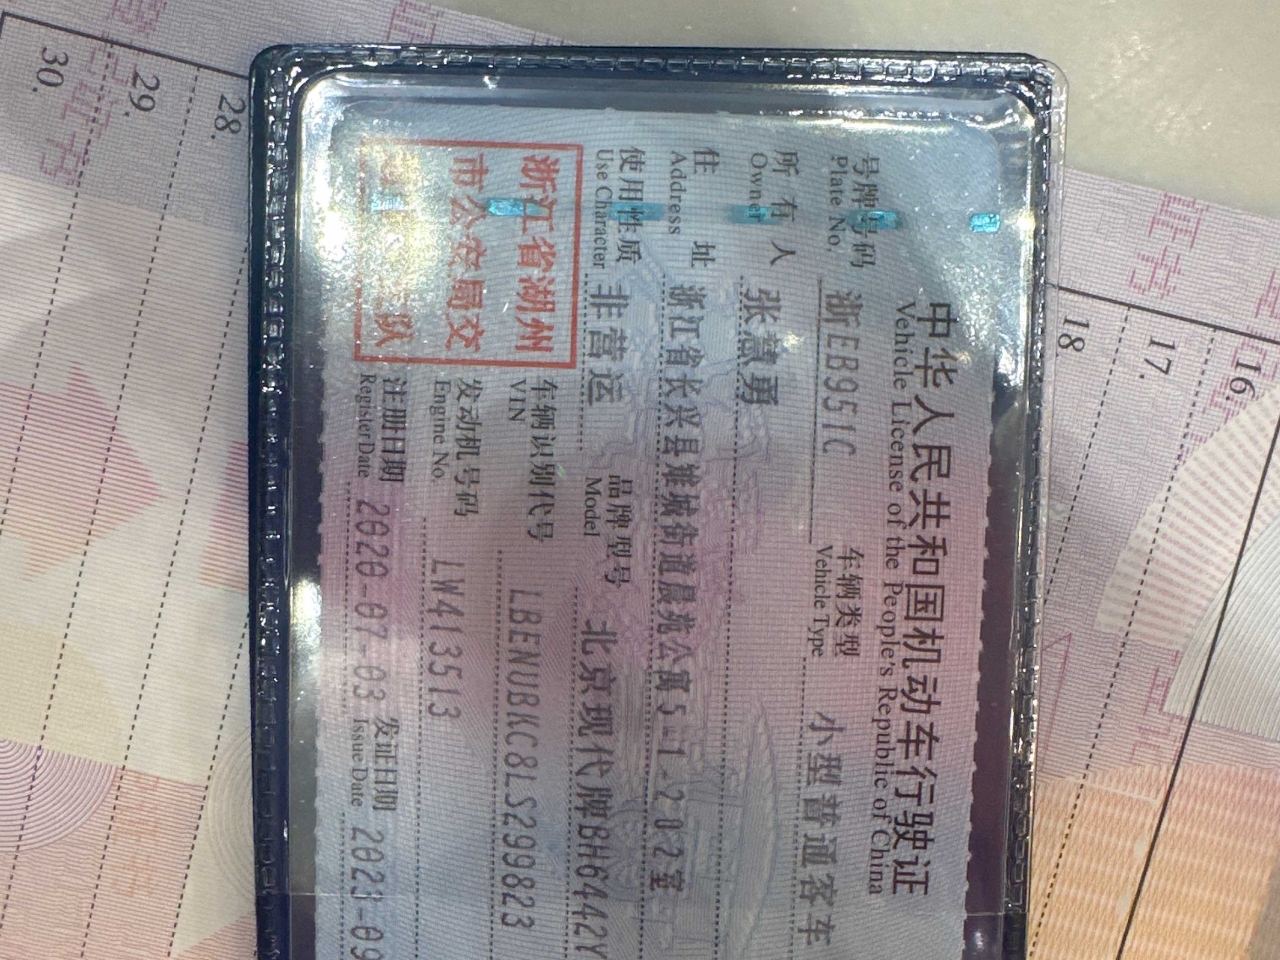 中华人民共和国机动车行驶证
Vehicle License of the People's Republic of China
号牌号码 浙EB951C 车辆类型 小型普通客车
Plate No. Vehicle Type
所有人 张慧勇
Owner
住址 浙江省长兴县雉城街道晨苑公寓5-1-202室
Address
使用性质 非营运 品牌型号 北京现代牌BH6442Y
Use Character Model
浙江省湖州
市公安局交
队
车辆识别代号 LBENUBKC8LS299823
VIN
发动机号码 LW413513
Engine No.
注册日期 2020-07-03 发证日期 2023-09
Register Date Issue Date
16.
17.
18
28.
29.
30.
证书